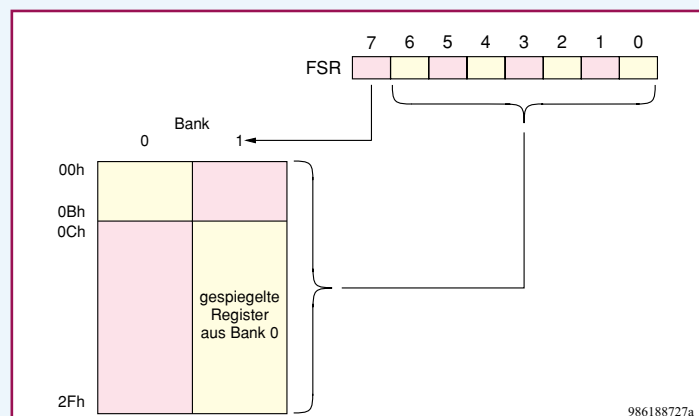 7 6 5 4 3 2 1 0
FSR
Bank
0 1
00h
0Bh
0Ch
gespiegelte
Register
aus Bank 0
2Fh
986188727a